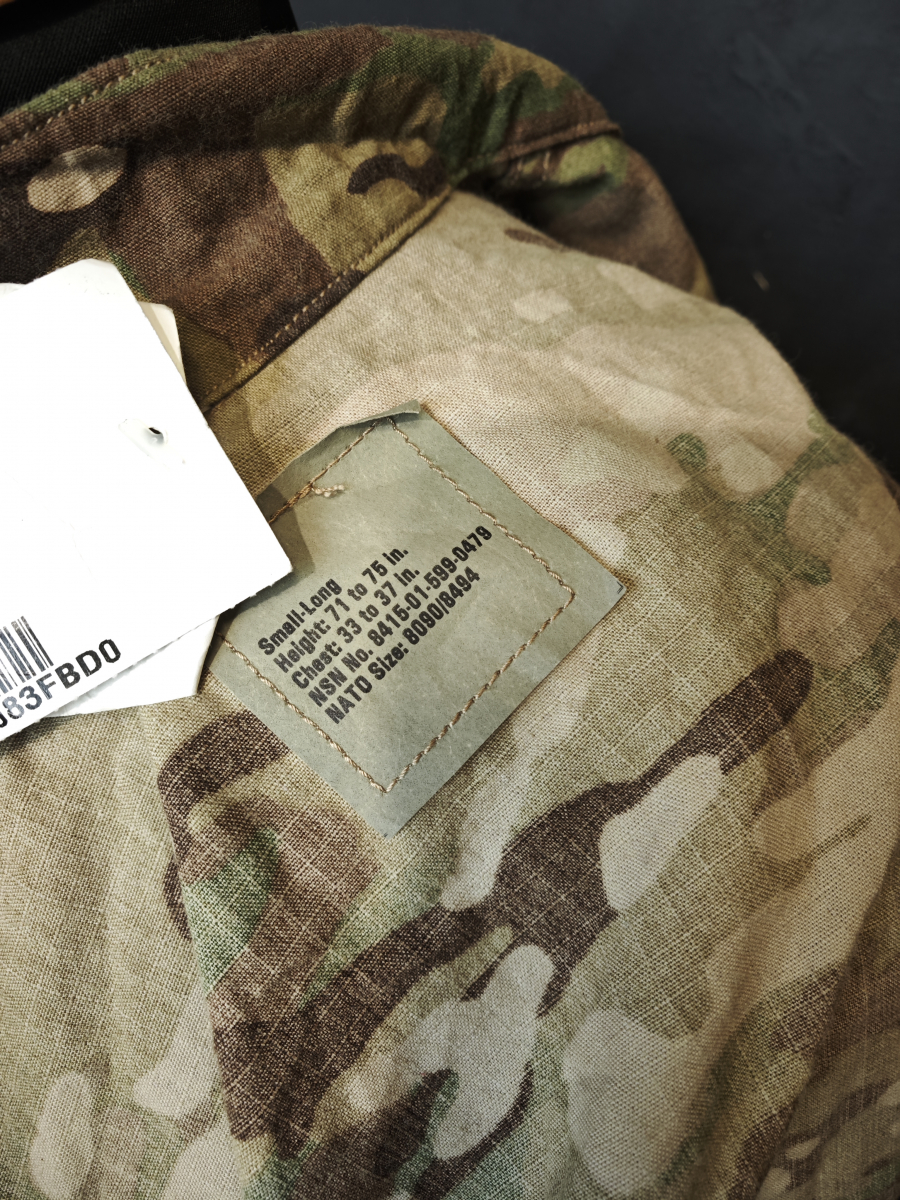 Small-Long
Height: 71 to 75 in.
Chest: 33 to 37 in.
NSN No. 8415-01-599-0479
NATO Size: 8090/8494
083FBD0